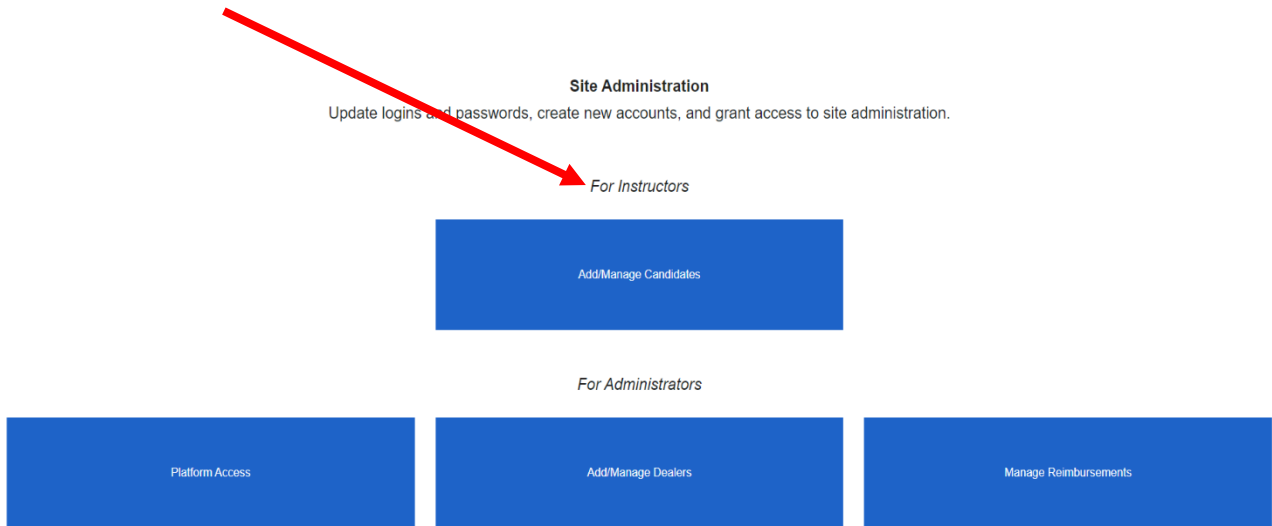 Site Administration
Update logins and passwords, create new accounts, and grant access to site administration.
For Instructors
Add/Manage Candidates
For Administrators
Platform Access
Add/Manage Dealers
Manage Reimbursements